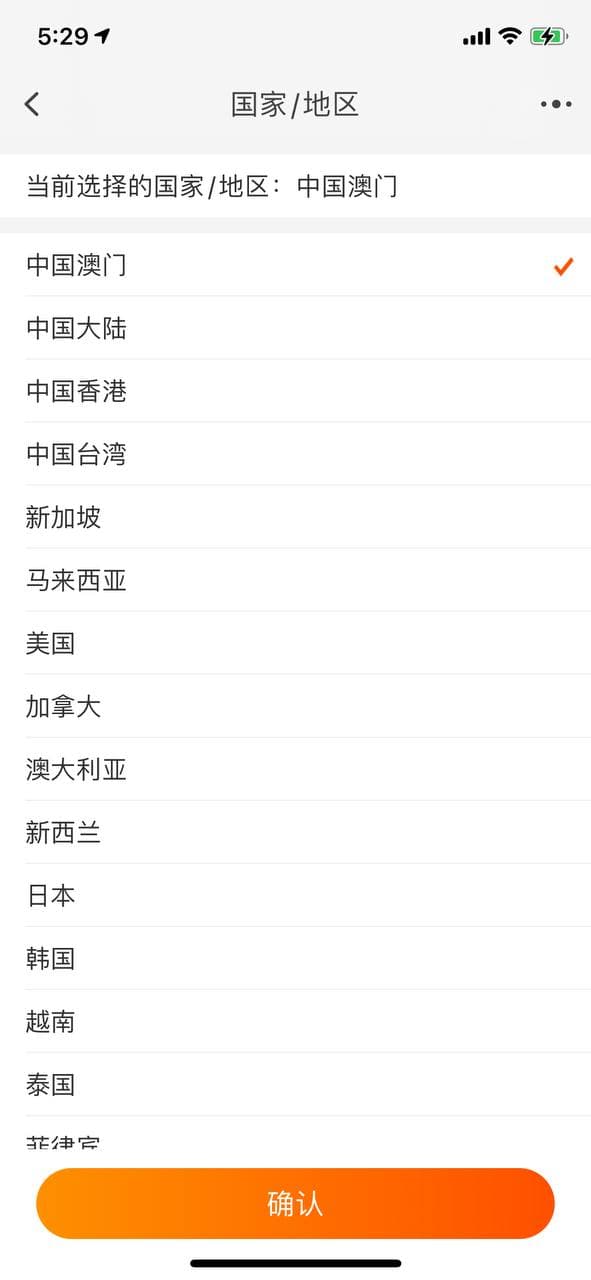 5:29
国家/地区
当前选择的国家/地区：中国澳门
中国澳门
中国大陆
中国香港
中国台湾
新加坡
马来西亚
美国
加拿大
澳大利亚
新西兰
日本
韩国
越南
泰国
菲律宾
确认